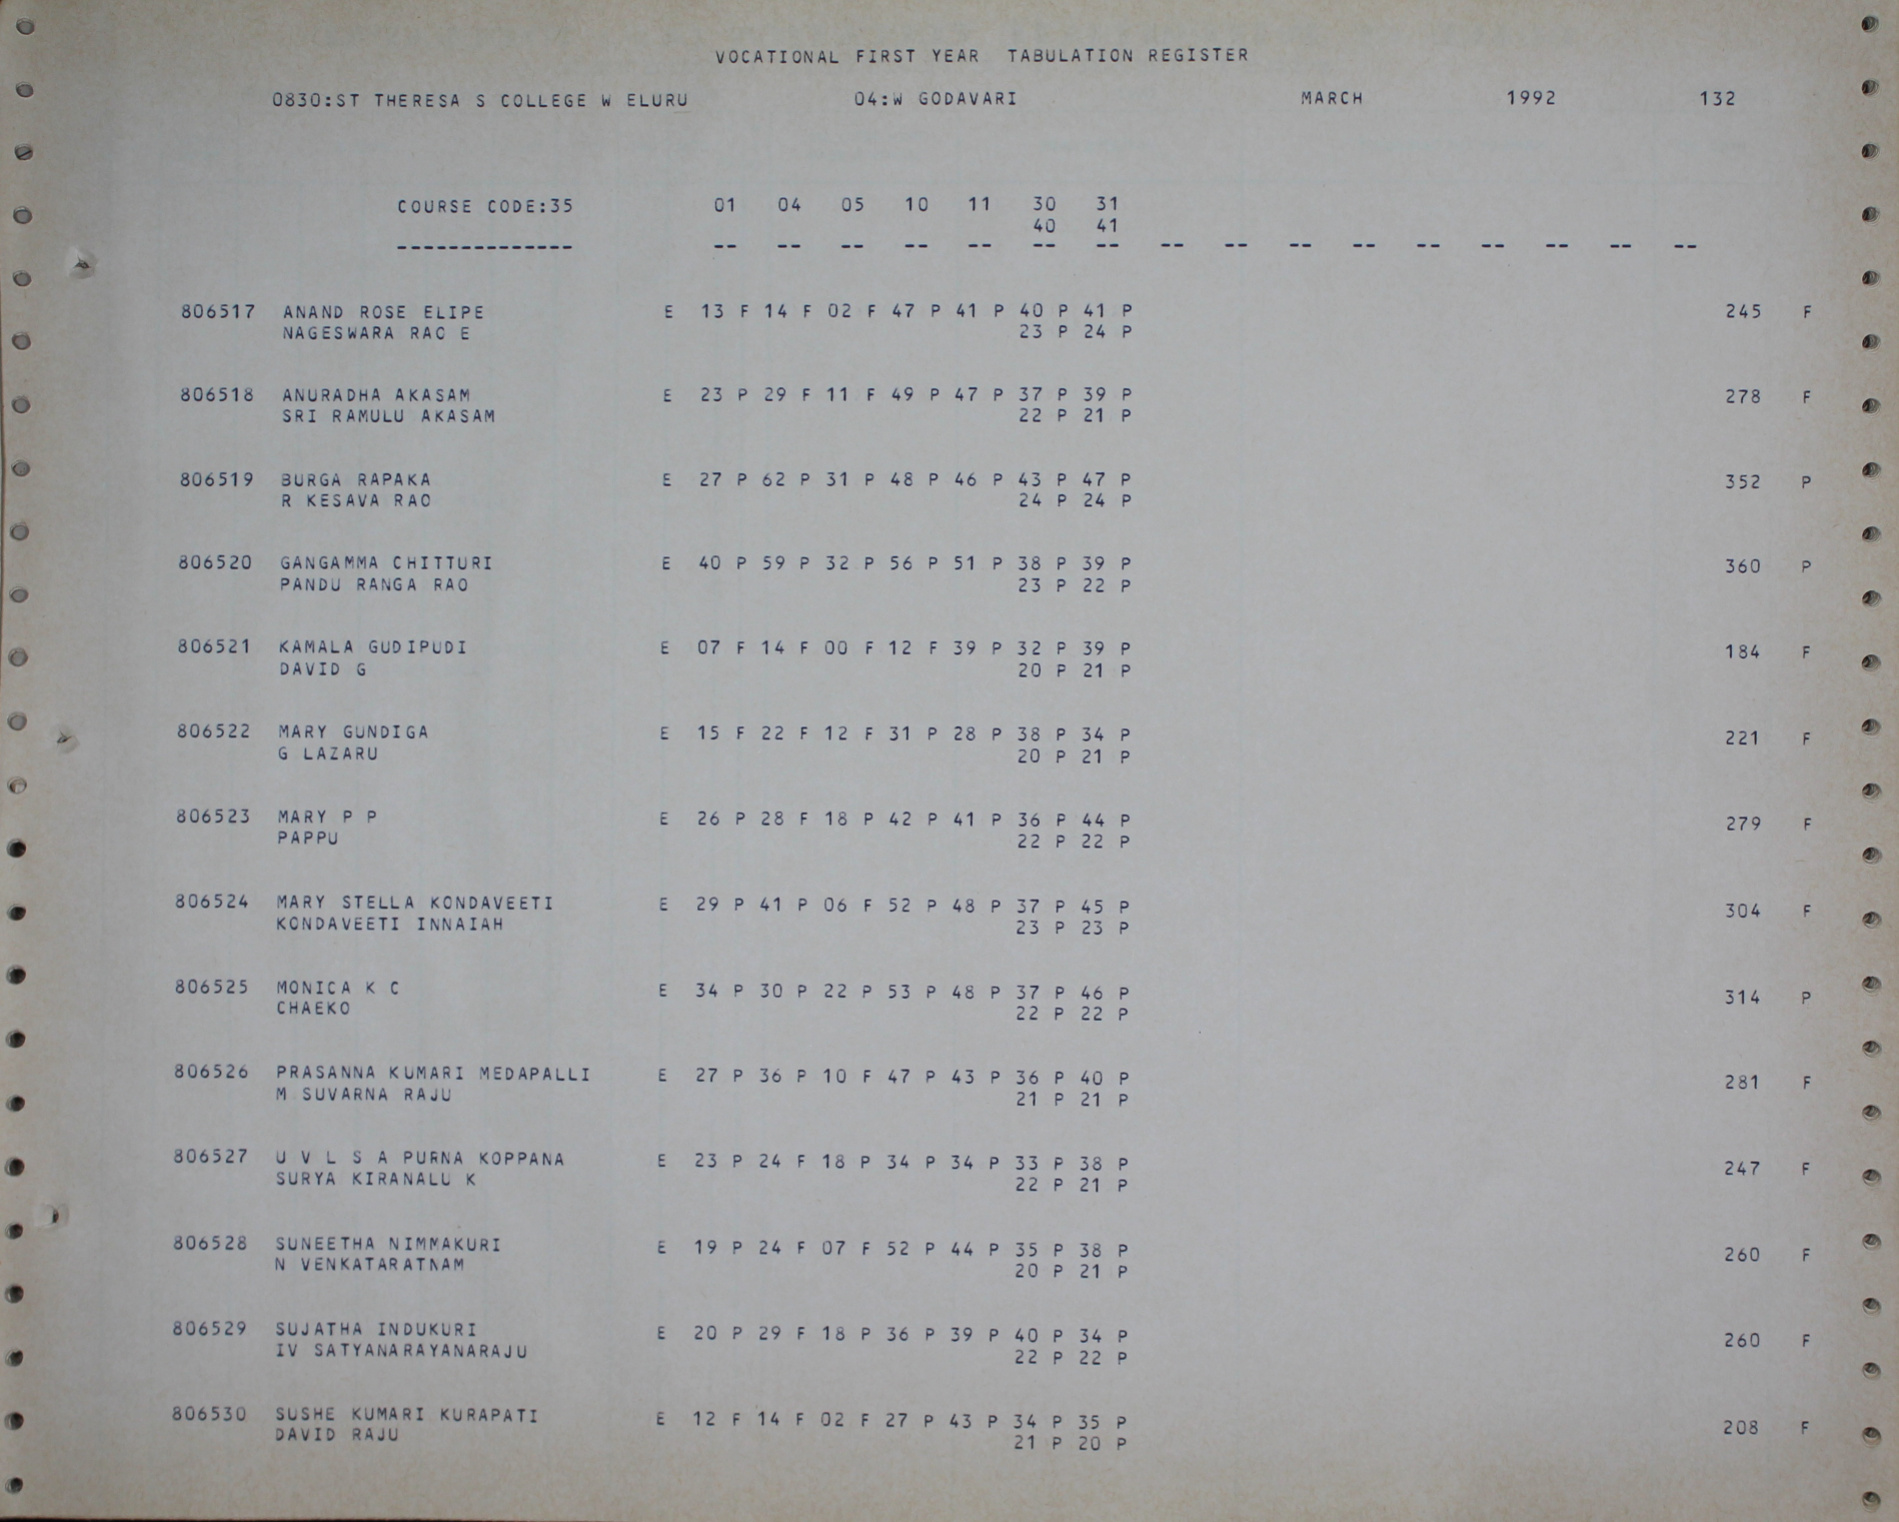 VOCATIONAL FIRST YEAR TABULATION REGISTER
0830:ST THERESA S COLLEGE W ELURU 04:W GODAVARI MARCH 1992 132
COURSE CODE:35 01 04 05 10 11 30 31
40 41
-------------- -- -- -- -- -- -- -- -- -- -- -- -- -- -- -- --
806517 ANAND ROSE ELIPE E 13 F 14 F 02 F 47 P 41 P 40 P 41 P 245 F
NAGESWARA RAO E 23 P 24 P
806518 ANURADHA AKASAM E 23 P 29 F 11 F 49 P 47 P 37 P 39 P 278 F
SRI RAMULU AKASAM 22 P 21 P
806519 BURGA RAPAKA E 27 P 62 P 31 P 48 P 46 P 43 P 47 P 352 P
R KESAVA RAO 24 P 24 P
806520 GANGAMMA CHITTURI E 40 P 59 P 32 P 56 P 51 P 38 P 39 P 360 P
PANDU RANGA RAO 23 P 22 P
806521 KAMALA GUDIPUDI E 07 F 14 F 00 F 12 F 39 P 32 P 39 P 184 F
DAVID G 20 P 21 P
806522 MARY GUNDIGA E 15 F 22 F 12 F 31 P 28 P 38 P 34 P 221 F
G LAZARU 20 P 21 P
806523 MARY P P E 26 P 28 F 18 P 42 P 41 P 36 P 44 P 279 F
PAPPU 22 P 22 P
806524 MARY STELLA KONDAVEETI E 29 P 41 P 06 F 52 P 48 P 37 P 45 P 304 F
KONDAVEETI INNAIAH 23 P 23 P
806525 MONICA K C E 34 P 30 P 22 P 53 P 48 P 37 P 46 P 314 P
CHAEKO 22 P 22 P
806526 PRASANNA KUMARI MEDAPALLI E 27 P 36 P 10 F 47 P 43 P 36 P 40 P 281 F
M SUVARNA RAJU 21 P 21 P
806527 U V L S A PURNA KOPPANA E 23 P 24 F 18 P 34 P 34 P 33 P 38 P 247 F
SURYA KIRANALU K 22 P 21 P
806528 SUNEETHA NIMMAKURI E 19 P 24 F 07 F 52 P 44 P 35 P 38 P 260 F
N VENKATARATNAM 20 P 21 P
806529 SUJATHA INDUKURI E 20 P 29 F 18 P 36 P 39 P 40 P 34 P 260 F
IV SATYANARAYANARAJU 22 P 22 P
806530 SUSHE KUMARI KURAPATI E 12 F 14 F 02 F 27 P 43 P 34 P 35 P 208 F
DAVID RAJU 21 P 20 P